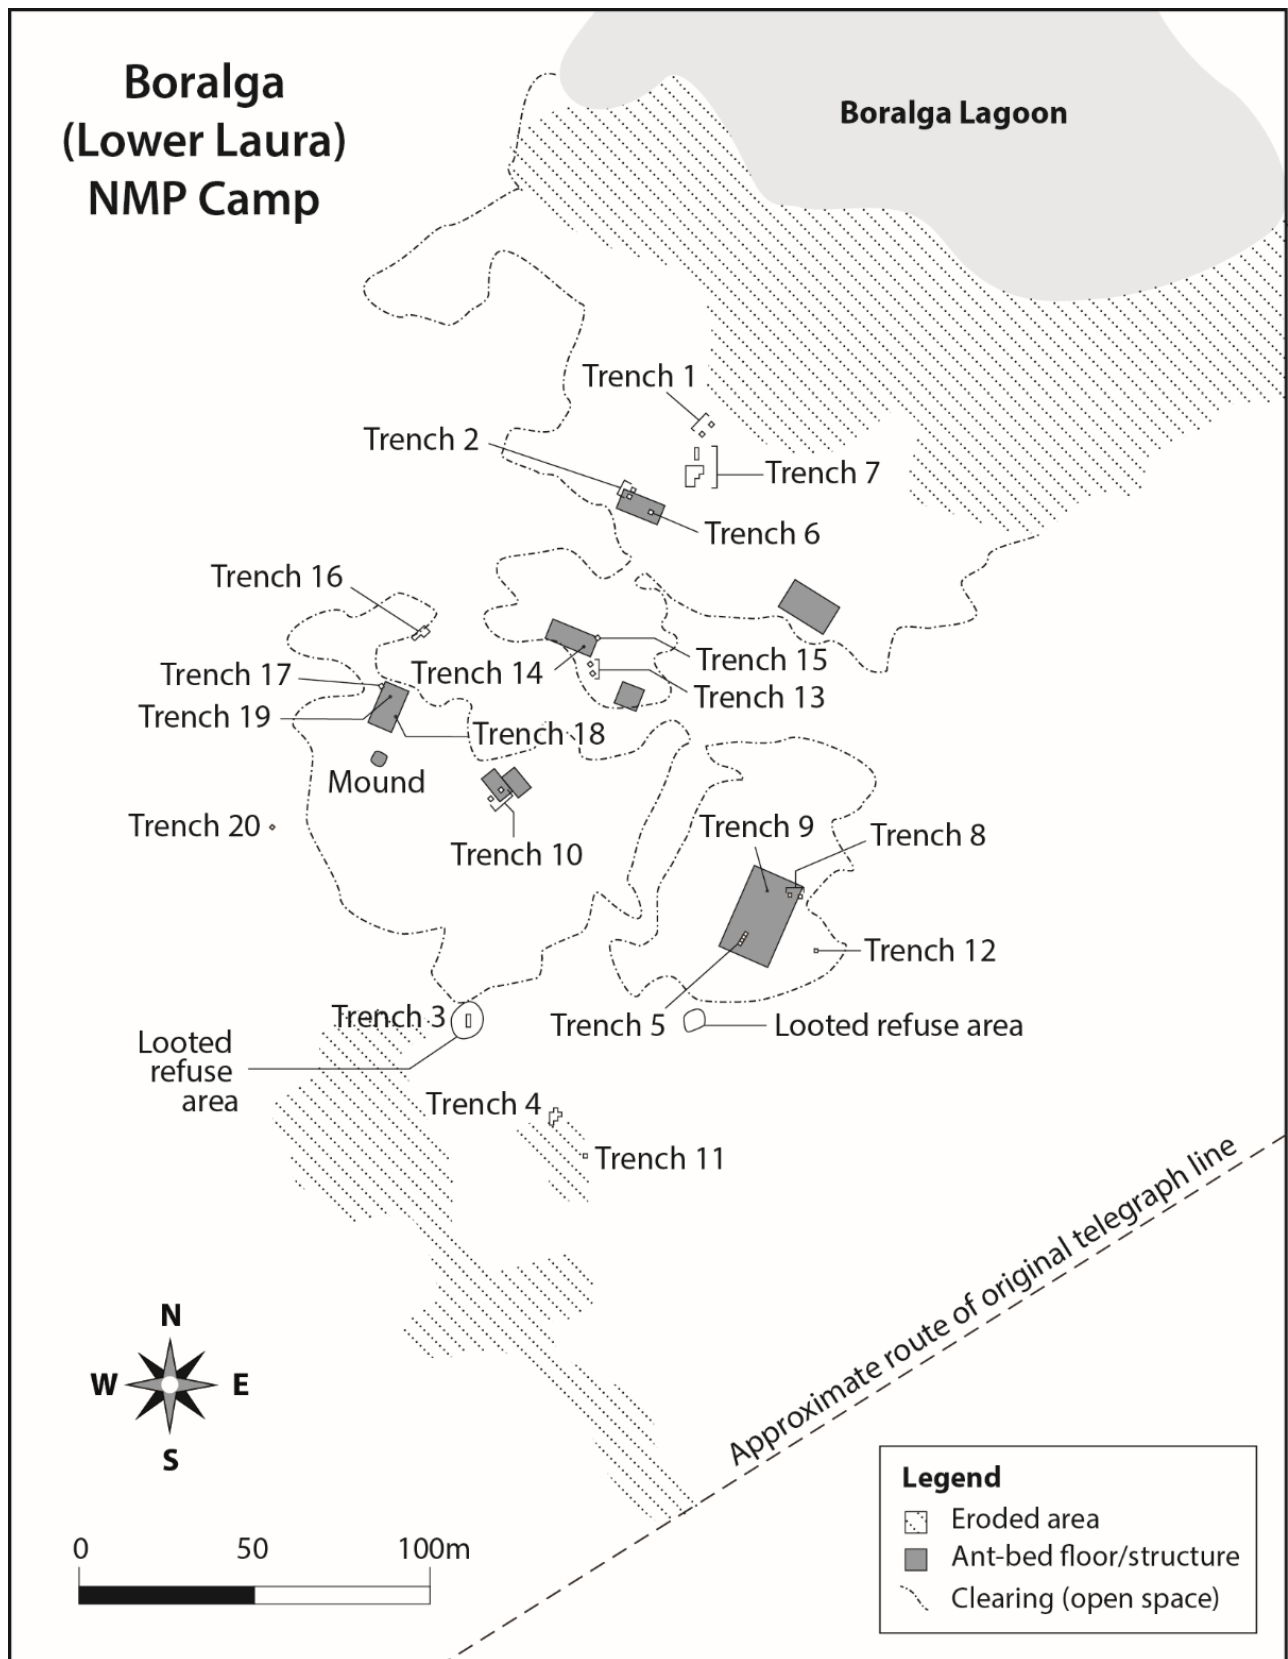 Boralga
(Lower Laura)
NMP Camp
Boralga Lagoon
Trench 1
Trench 2
Trench 7
Trench 6
Trench 16
Trench 15
Trench 17
Trench 14
Trench 13
Trench 19
Trench 18
Mound
Trench 20
Trench 9
Trench 8
Trench 10
Trench 12
Trench 3
Trench 5
Looted refuse area
Looted
refuse
area
Trench 4
Trench 11
Approximate route of original telegraph line
N
W
E
S
0
50
100m
Legend
Eroded area
Ant-bed floor/structure
Clearing (open space)